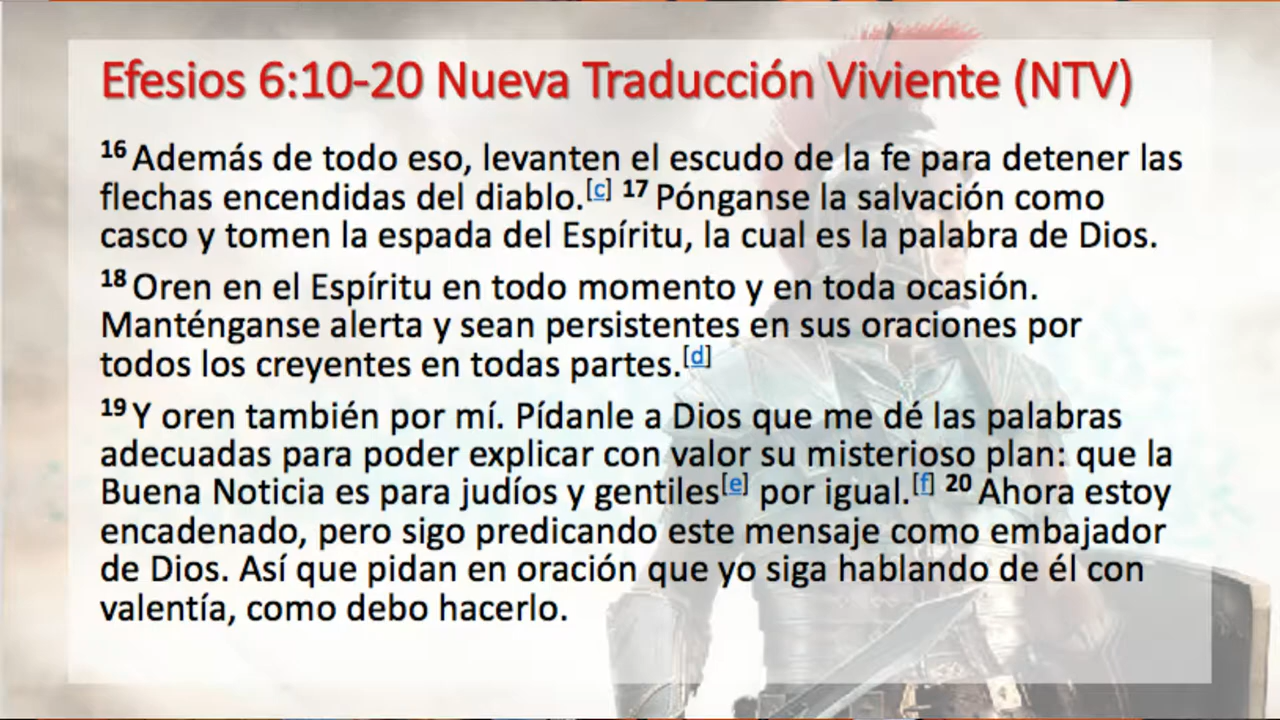 Efesios 6:10-20 Nueva Traducción Viviente (NTV)
16 Además de todo eso, levanten el escudo de la fe para detener las
flechas encendidas del diablo.[c] 17 Pónganse la salvación como
casco y tomen la espada del Espíritu, la cual es la palabra de Dios.
18 Oren en el Espíritu en todo momento y en toda ocasión.
Manténganse alerta y sean persistentes en sus oraciones por
todos los creyentes en todas partes.[d]
19 Y oren también por mí. Pídanle a Dios que me dé las palabras
adecuadas para poder explicar con valor su misterioso plan: que la
Buena Noticia es para judíos y gentiles[e] por igual.[f] 20 Ahora estoy
encadenado, pero sigo predicando este mensaje como embajador
de Dios. Así que pidan en oración que yo siga hablando de él con
valentía, como debo hacerlo.